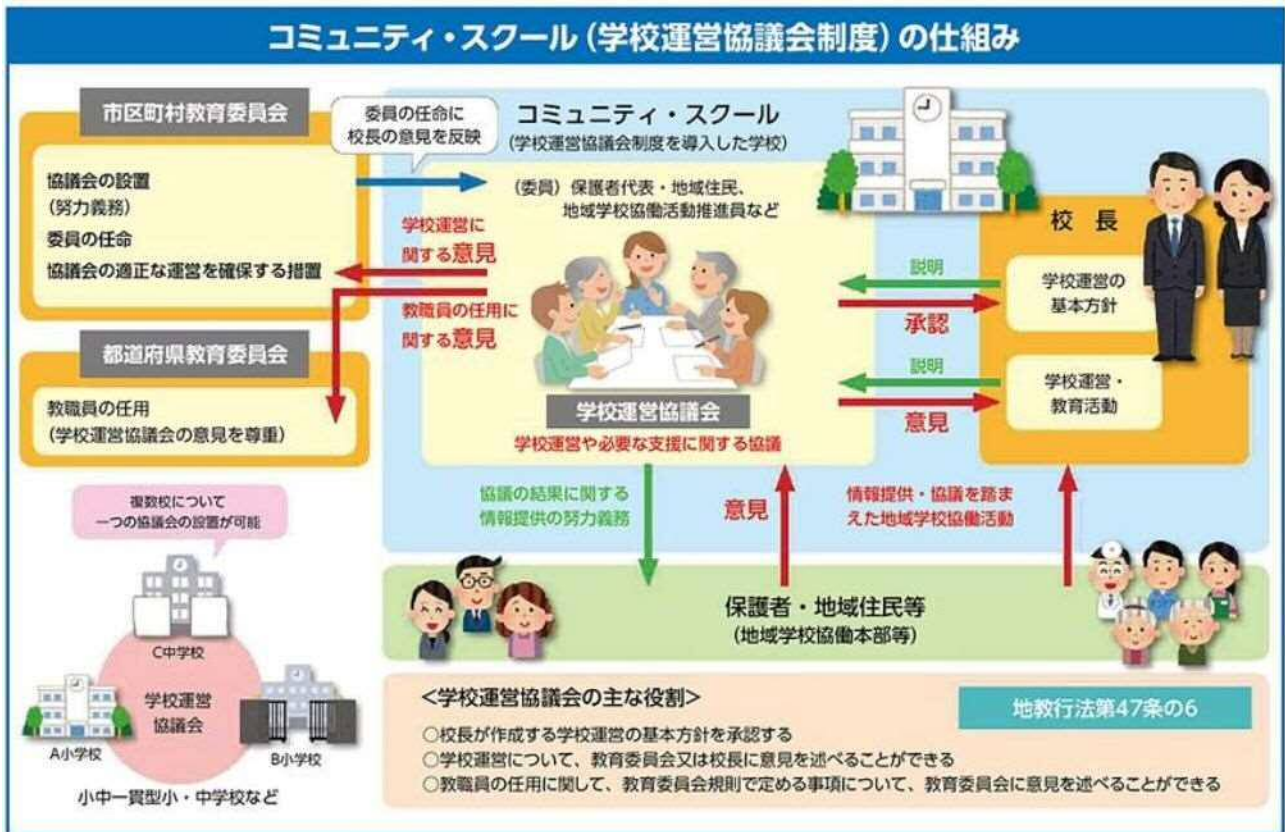 コミュニティ・スクール(学校運営協議会制度)の仕組み
市区町村教育委員会
協議会の設置
(努力義務)
委員の任命
協議会の適正な運営を確保する措置
委員の任命に
校長の意見を反映
コミュニティ・スクール
(学校運営協議会制度を導入した学校)
(委員)保護者代表・地域住民、
地域学校協働活動推進員など
学校運営に
関する意見
教職員の任用に
関する意見
学校運営協議会
学校運営や必要な支援に関する協議
校長
説明
承認
学校運営の
基本方針
説明
意見
学校運営・
教育活動
都道府県教育委員会
教職員の任用
(学校運営協議会の意見を尊重)
協議の結果に関する
情報提供の努力義務
意見
情報提供・協議を踏ま
えた地域学校協働活動
保護者・地域住民等
(地域学校協働本部等)
複数校について
一つの協議会の設置が可能
C中学校
学校運営
協議会
A小学校
B小学校
小中一貫型小・中学校など
<学校運営協議会の主な役割>
地教行法第47条の6
○校長が作成する学校運営の基本方針を承認する
○学校運営について、教育委員会又は校長に意見を述べることができる
○教職員の任用に関して、教育委員会規則で定める事項について、教育委員会に意見を述べることができる